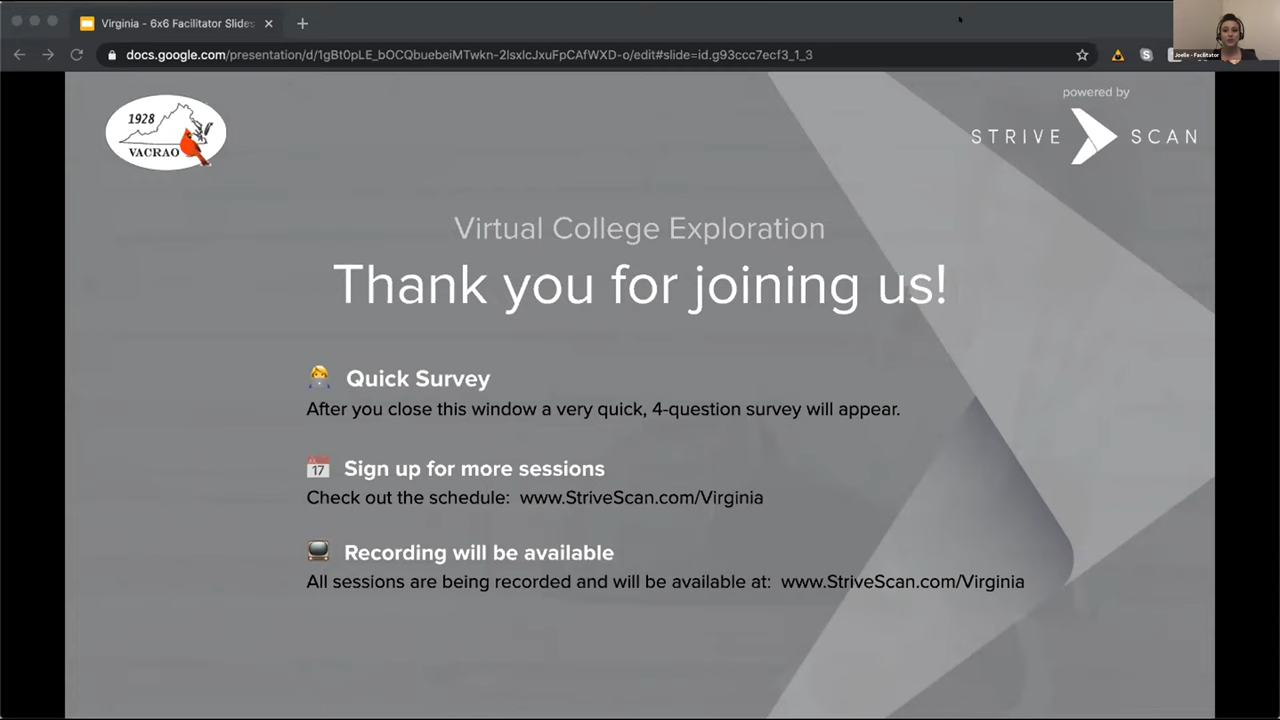 Virginia - 6x6 Facilitator Slides
docs.google.com/presentation/d/1gBt0pLE_bOCQbuebeiMTwkn-2lsxIcJxuFpCAfWXD-o/edit#slide=id.g93ccc7ecf3_1_3
Joelle - Facilitator
1928
VACRAO
powered by
STRIVE SCAN
Virtual College Exploration
Thank you for joining us!
Quick Survey
After you close this window a very quick, 4-question survey will appear.
17 Sign up for more sessions
Check out the schedule: www.StriveScan.com/Virginia
Recording will be available
All sessions are being recorded and will be available at: www.StriveScan.com/Virginia